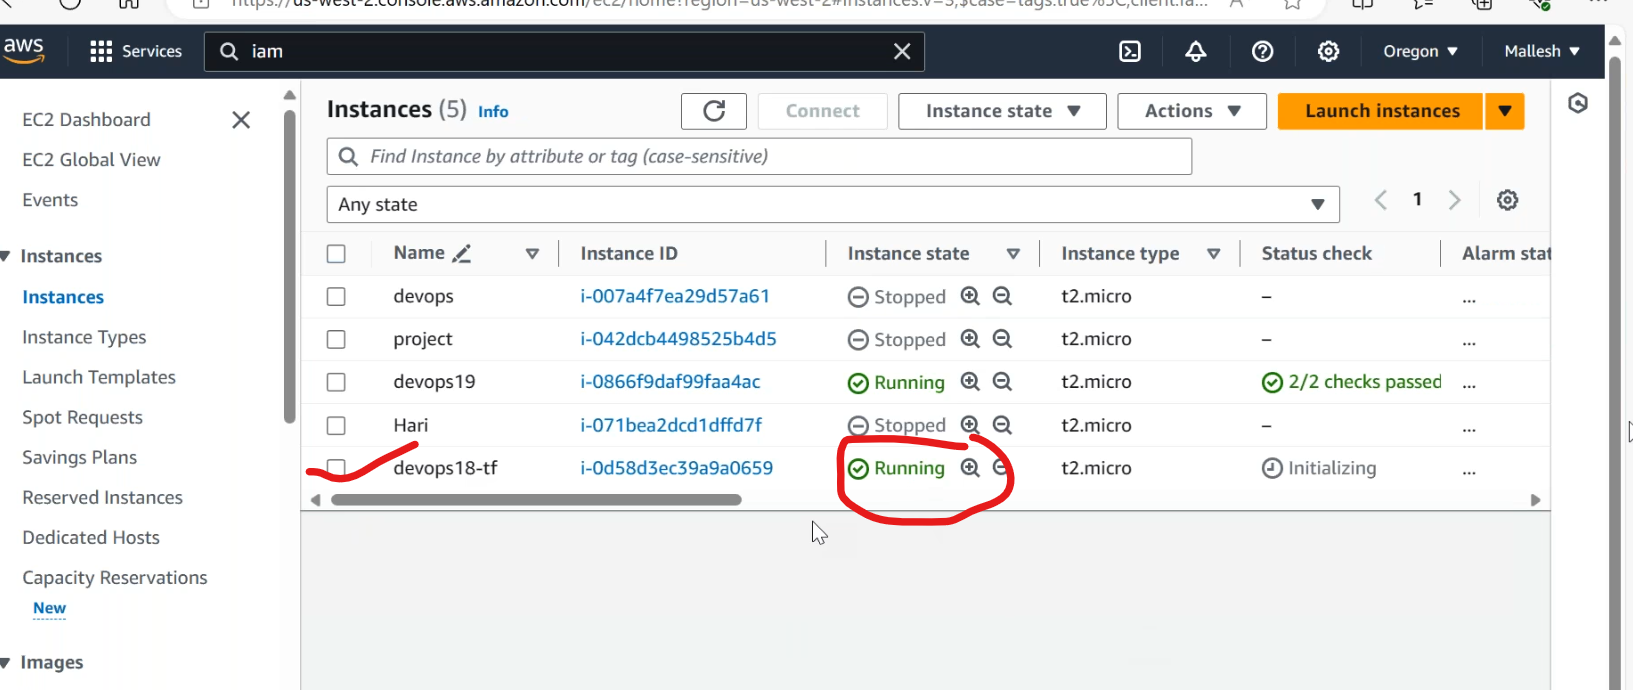 https://us-west-2.console.aws.amazon.com/ec2/home?region=us-west-2#Instances:v=3;$case=tags:true%5C,client:fa...
aws Services iam Oregon Mallesh
EC2 Dashboard
EC2 Global View
Events
Instances
Instances
Instance Types
Launch Templates
Spot Requests
Savings Plans
Reserved Instances
Dedicated Hosts
Capacity Reservations
New
Images
Instances (5) Info Connect Instance state Actions Launch instances
Find Instance by attribute or tag (case-sensitive)
Any state 1
Name Instance ID Instance state Instance type Status check Alarm stat
devops i-007a4f7ea29d57a61 Stopped t2.micro – ...
project i-042dcb4498525b4d5 Stopped t2.micro – ...
devops19 i-0866f9daf99faa4ac Running t2.micro 2/2 checks passed ...
Hari i-071bea2dcd1dffd7f Stopped t2.micro – ...
devops18-tf i-0d58d3ec39a9a0659 Running t2.micro Initializing ...